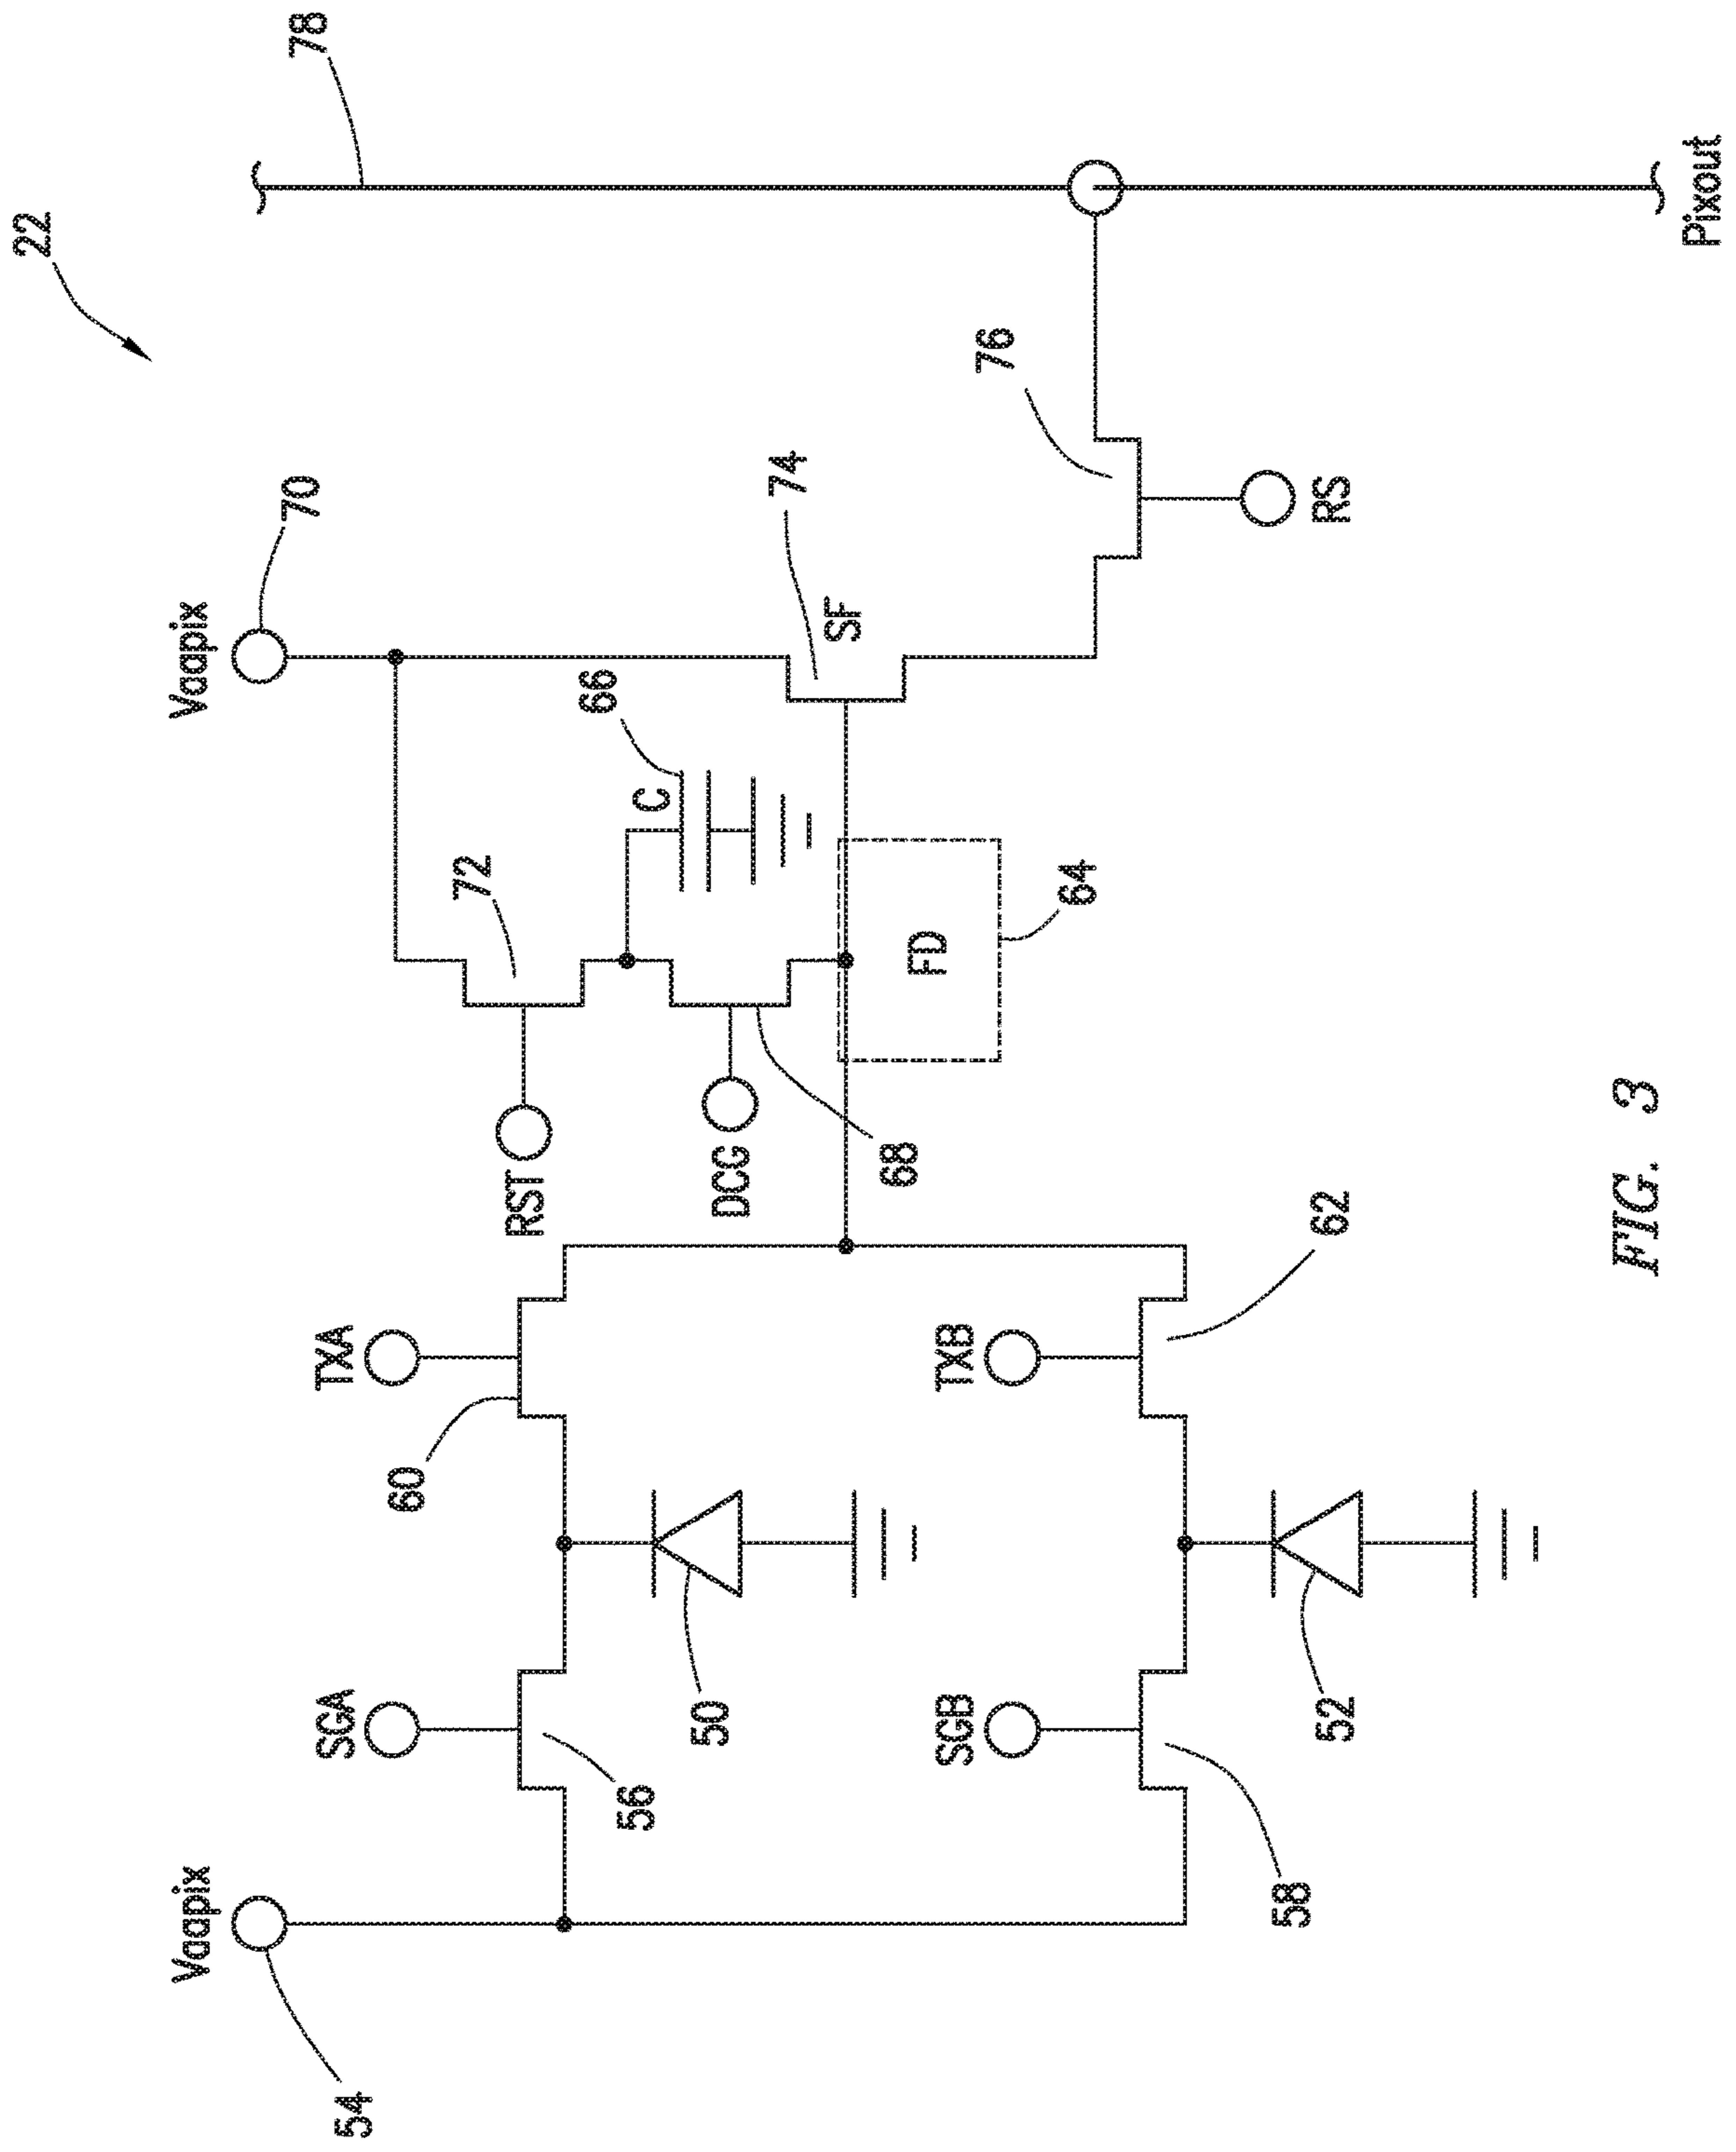 22
78
Vaapix
70
Vaapix
54
RST
72
C
66
74
SF
DCG
68
FD
64
76
RS
SGA
56
TXA
60
50
SGB
58
TXB
62
52
Pixout
FIG. 3